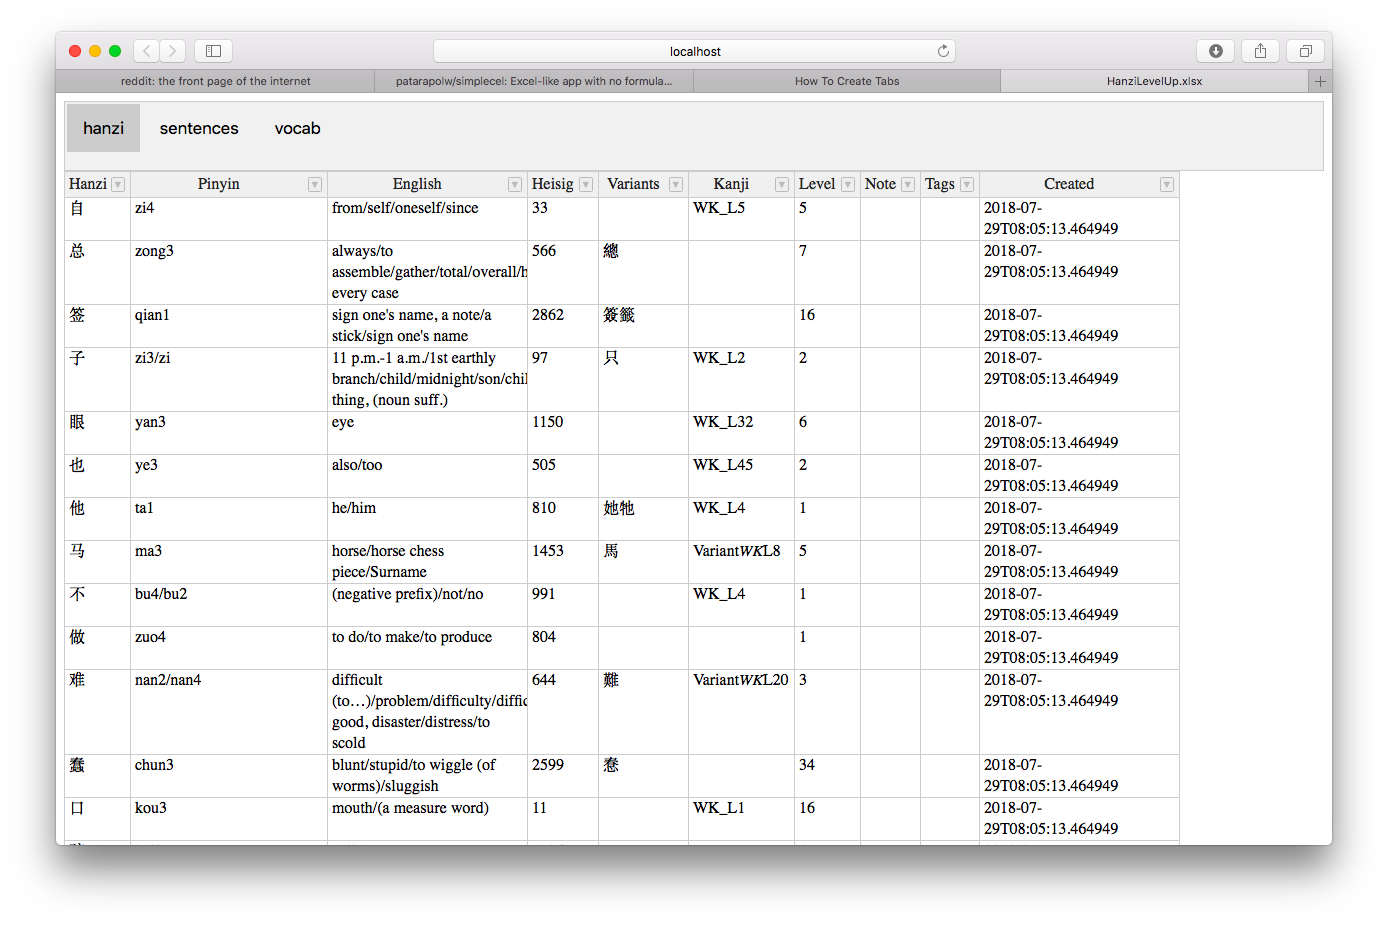 localhost
reddit: the front page of the internet
patarapolw/simplecel: Excel-like app with no formula...
How To Create Tabs
HanziLevelUp.xlsx
hanzi sentences vocab
Hanzi Pinyin English Heisig Variants Kanji Level Note Tags Created
自 zi4 from/self/oneself/since 33 WK_L5 5 2018-07-
29T08:05:13.464949
总 zong3 always/to 566 總 7 2018-07-
assemble/gather/total/overall/h 29T08:05:13.464949
every case
签 qian1 sign one's name, a note/a 2862 簽籤 16 2018-07-
stick/sign one's name 29T08:05:13.464949
子 zi3/zi 11 p.m.-1 a.m./1st earthly 97 只 WK_L2 2 2018-07-
branch/child/midnight/son/chil 29T08:05:13.464949
thing, (noun suff.)
眼 yan3 eye 1150 WK_L32 6 2018-07-
29T08:05:13.464949
也 ye3 also/too 505 WK_L45 2 2018-07-
29T08:05:13.464949
他 ta1 he/him 810 她牠 WK_L4 1 2018-07-
29T08:05:13.464949
马 ma3 horse/horse chess 1453 馬 VariantWKL8 5 2018-07-
piece/Surname 29T08:05:13.464949
不 bu4/bu2 (negative prefix)/not/no 991 WK_L4 1 2018-07-
29T08:05:13.464949
做 zuo4 to do/to make/to produce 804 1 2018-07-
29T08:05:13.464949
难 nan2/nan4 difficult 644 難 VariantWKL20 3 2018-07-
(to…)/problem/difficulty/diffic 29T08:05:13.464949
good, disaster/distress/to
scold
蠢 chun3 blunt/stupid/to wiggle (of 2599 惷 34 2018-07-
worms)/sluggish 29T08:05:13.464949
口 kou3 mouth/(a measure word) 11 WK_L1 16 2018-07-
29T08:05:13.464949